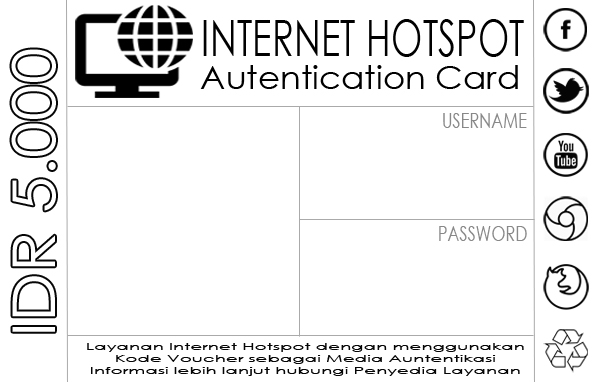 INTERNET HOTSPOT
Autentication Card
IDR 5.000
USERNAME
PASSWORD
f
You
Tube
Layanan Internet Hotspot dengan menggunakan
Kode Voucher sebagai Media Auntentikasi
Informasi lebih lanjut hubungi Penyedia Layanan